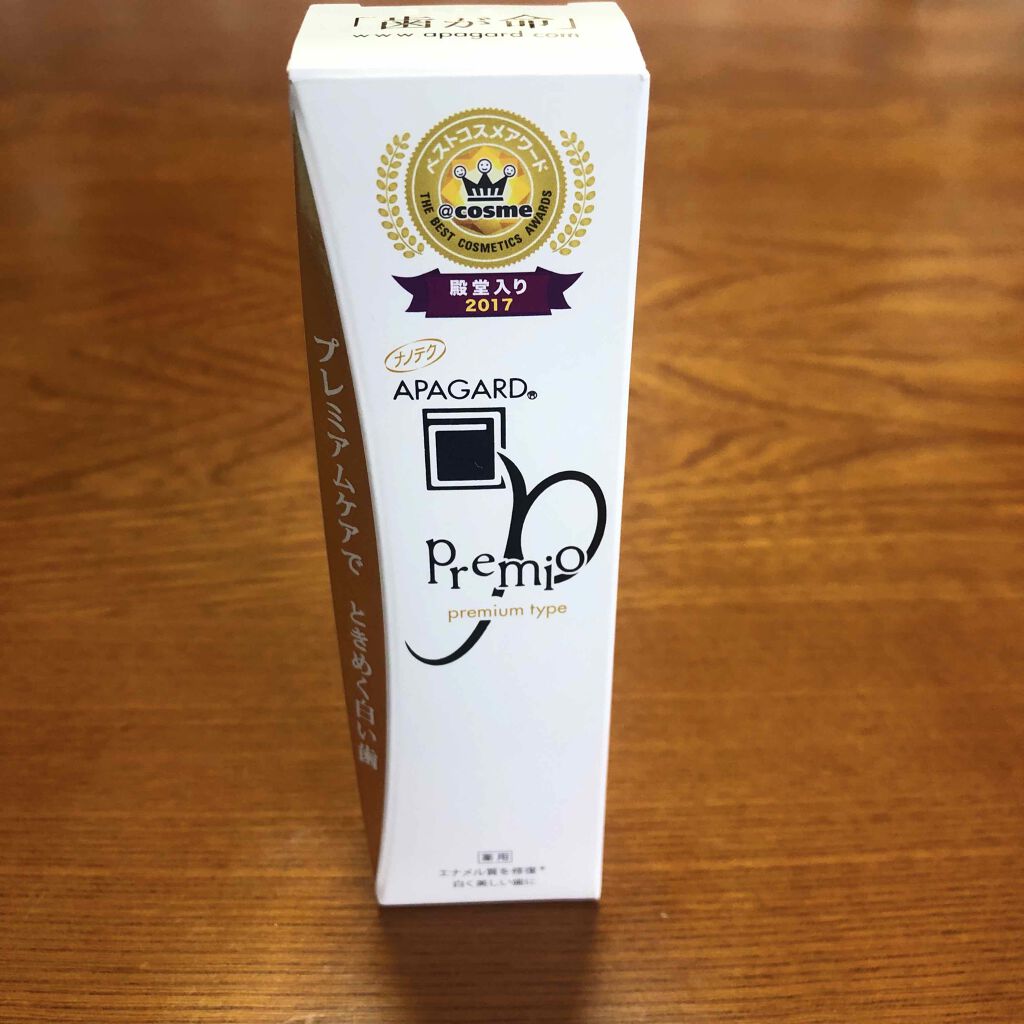 「歯が命」
www apagard com
ベストコスメアワード
@cosme
THE BEST COSMETICS AWARDS
殿堂入り
2017
ナノテク
APAGARD®
premio
premium type
プレミアムケアで ときめく白い歯
薬用
エナメル質を修復*
白く美しい歯に